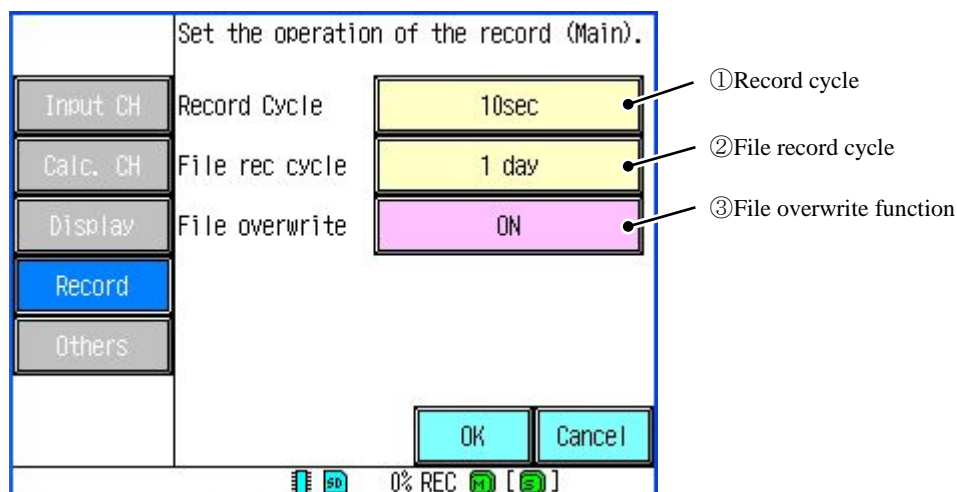 Set the operation of the record (Main).
Input CH
Record Cycle
10sec
①Record cycle
Calc. CH
File rec cycle
1 day
②File record cycle
Display
File overwrite
ON
③File overwrite function
Record
Others
OK
Cancel
SD 0% REC M [S]